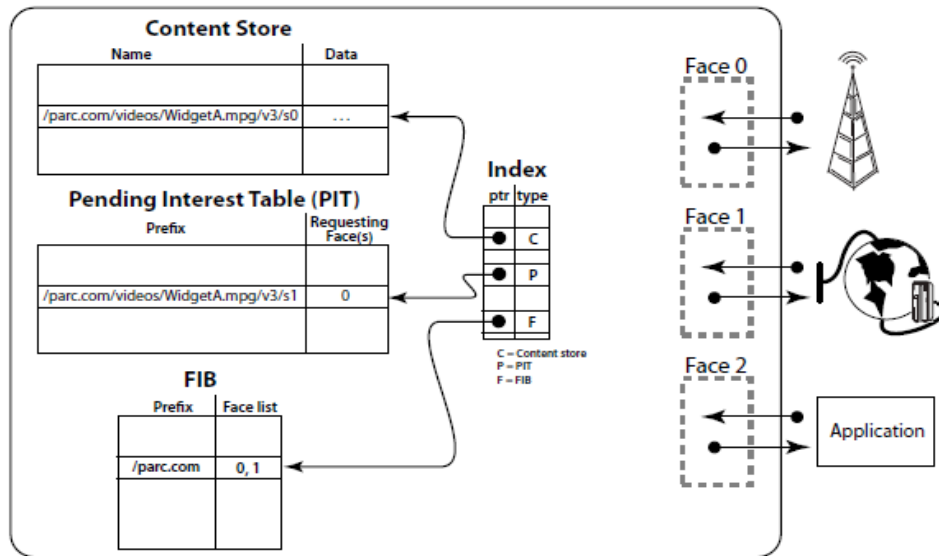 Content Store
Name Data
/parc.com/videos/WidgetA.mpg/v3/s0 ...
Pending Interest Table (PIT)
Prefix Requesting Face(s)
/parc.com/videos/WidgetA.mpg/v3/s1 0
FIB
Prefix Face list
/parc.com 0, 1
Index
ptr type
C
P
F
C = Content store
P = PIT
F = FIB
Face 0
Face 1
Face 2
Application